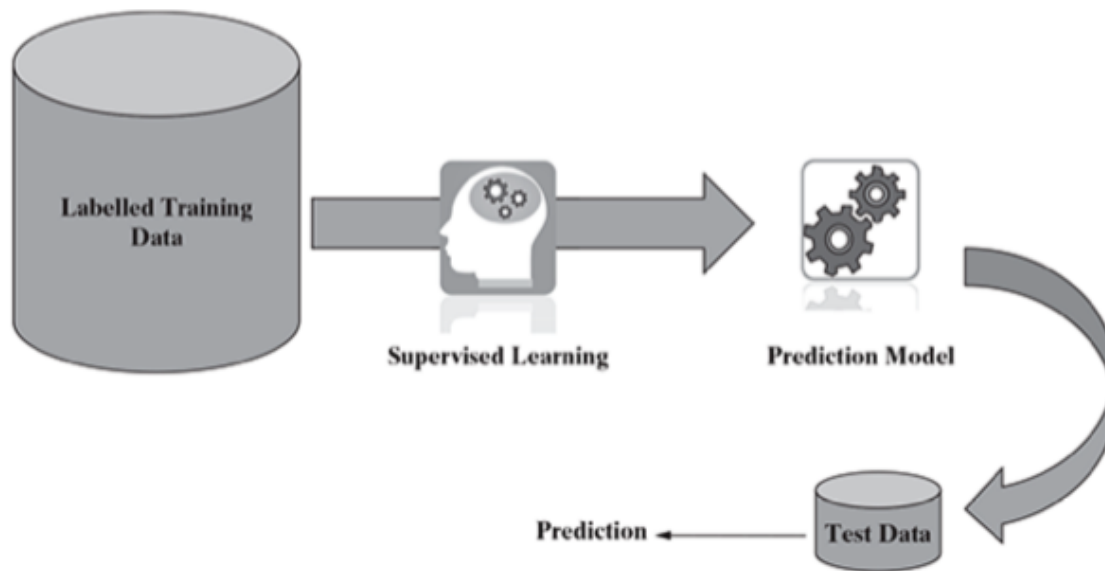 Labelled Training
Data
Supervised Learning
Prediction Model
Test Data
Prediction